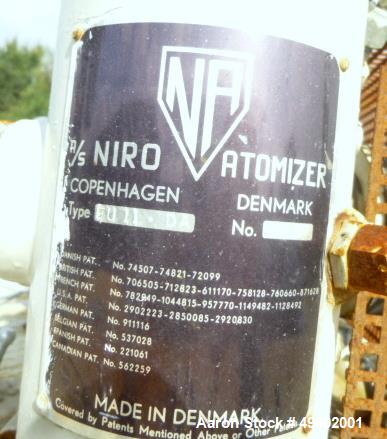 NA
A/S NIRO ATOMIZER
COPENHAGEN DENMARK
Type No.
DANISH PAT. No. 74507-74821-72099
BRITISH PAT. No. 706505-712823-611170-758128-760660-871628
FRENCH PAT. No. 782949-1044815-957770-1149482-1128492
U.S.A. PAT. No. 2902223-2850085-2920830
GERMAN PAT. No. 911116
BELGIAN PAT. No. 537028
SPANISH PAT. No. 221061
CANADIAN PAT. No. 562259
MADE IN DENMARK
Covered by Patents Mentioned Above or Other
Aaron Stock #